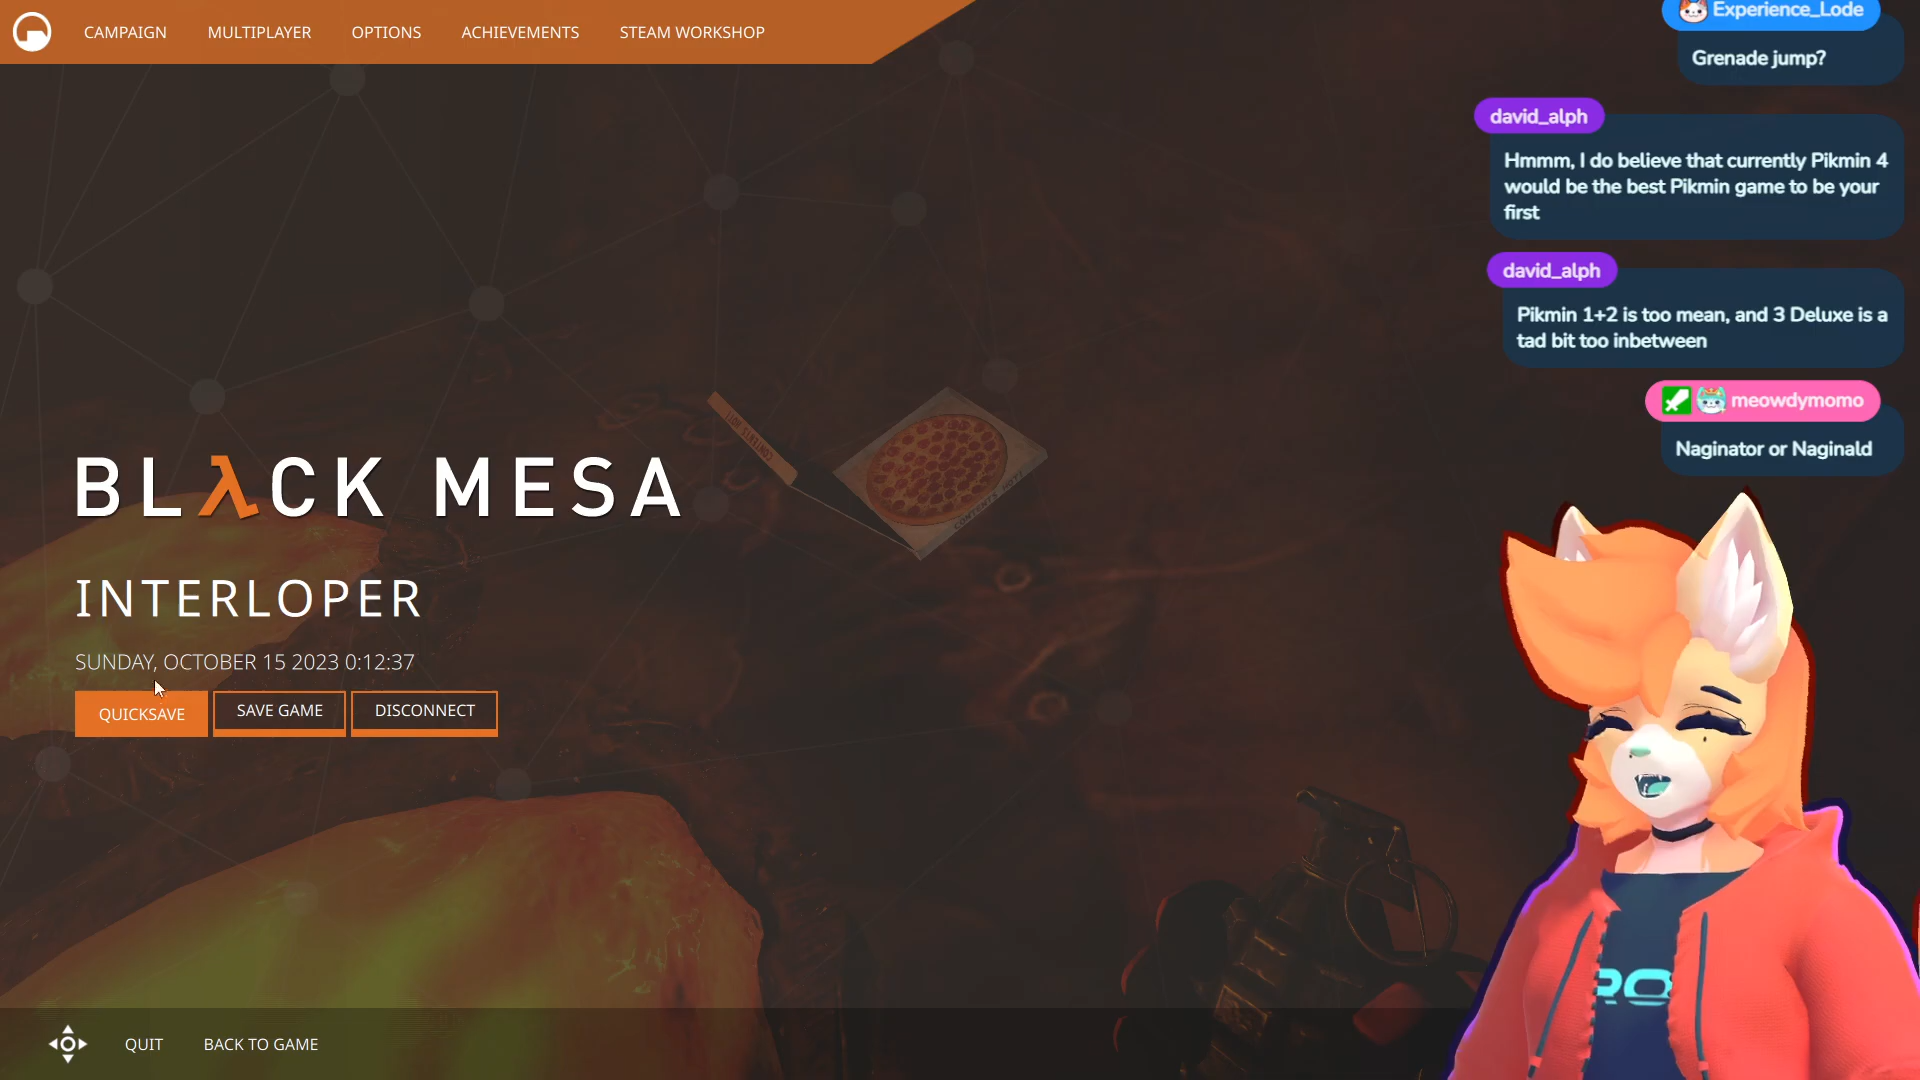 CAMPAIGN MULTIPLAYER OPTIONS ACHIEVEMENTS STEAM WORKSHOP
Experience_Lode
Grenade jump?
david_alph
Hmmm, I do believe that currently Pikmin 4
would be the best Pikmin game to be your
first
david_alph
Pikmin 1+2 is too mean, and 3 Deluxe is a
tad bit too inbetween
meowdymomo
Naginator or Naginald
CONTENTS HOT!
BLλCK MESA
INTERLOPER
SUNDAY, OCTOBER 15 2023 0:12:37
QUICKSAVE SAVE GAME DISCONNECT
QUIT BACK TO GAME